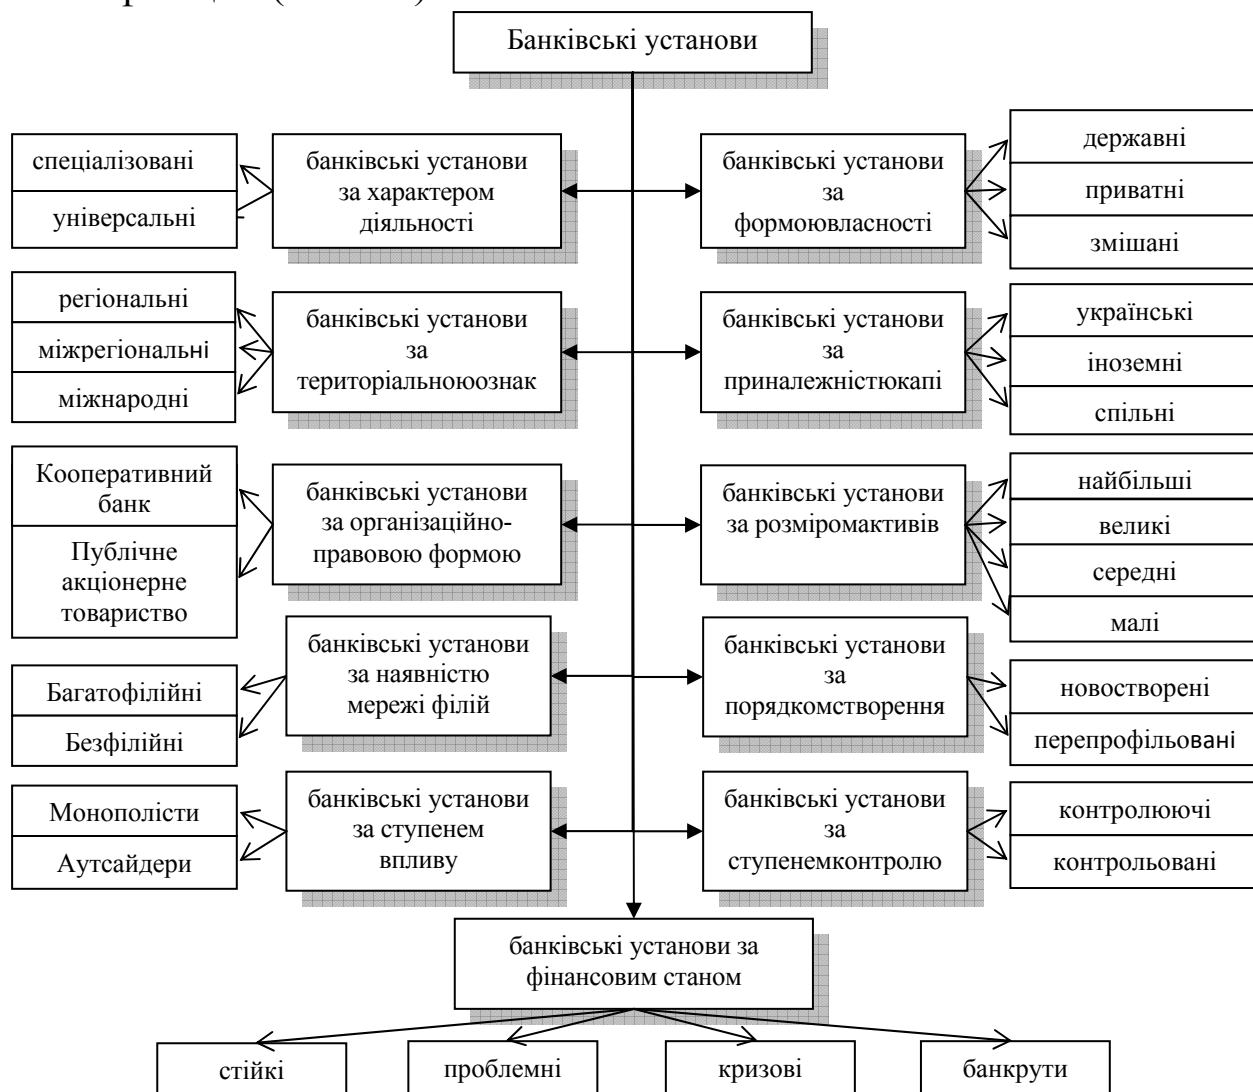 Банківські установи
спеціалізовані
універсальні
банківські установи
за характером
діяльності
банківські установи
за
формоювласності
державні
приватні
змішані
регіональні
міжрегіональні
міжнародні
банківські установи
за
територіальноюознак
банківські установи
за
приналежністюкапі
українські
іноземні
спільні
Кооперативний
банк
Публічне
акціонерне
товариство
банківські установи
за організаційно-
правовою формою
банківські установи
за розміромактивів
найбільші
великі
середні
малі
Багатофілійні
Безфілійні
банківські установи
за наявністю
мережі філій
банківські установи
за
порядкомстворення
новостворені
перепрофільовані
Монополісти
Аутсайдери
банківські установи
за ступенем
впливу
банківські установи
за
ступенемконтролю
контролюючі
контрольовані
банківські установи за
фінансовим станом
стійкі
проблемні
кризові
банкрути